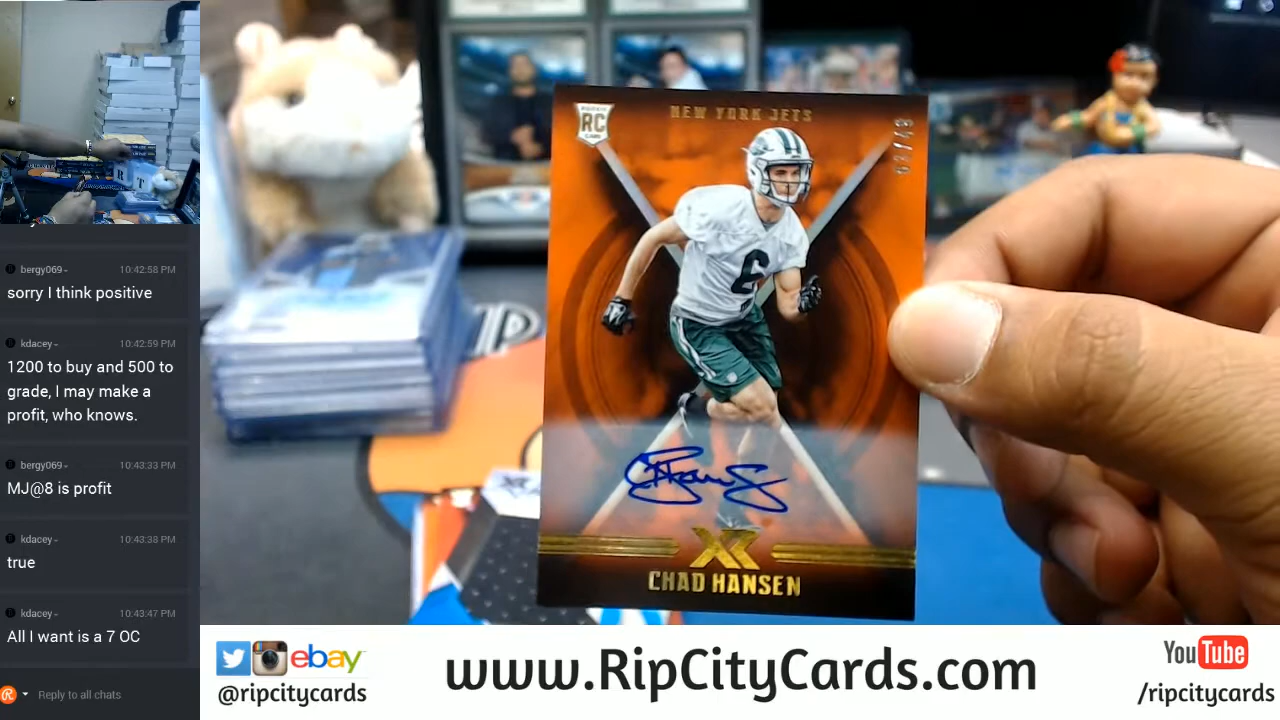 bergy069
10:42:58 PM
sorry I think positive
kdacey
10:42:59 PM
1200 to buy and 500 to
grade, I may make a
profit, who knows.
bergy069
10:43:33 PM
MJ@8 is profit
kdacey
10:43:38 PM
true
kdacey
10:43:47 PM
All I want is a 7 OC
Reply to all chats
ROOKIE
RC
CARD
NEW YORK JETS
6
XR
CHAD HANSEN
ebay
@ripcitycards
www.RipCityCards.com
YouTube
/ripcitycards